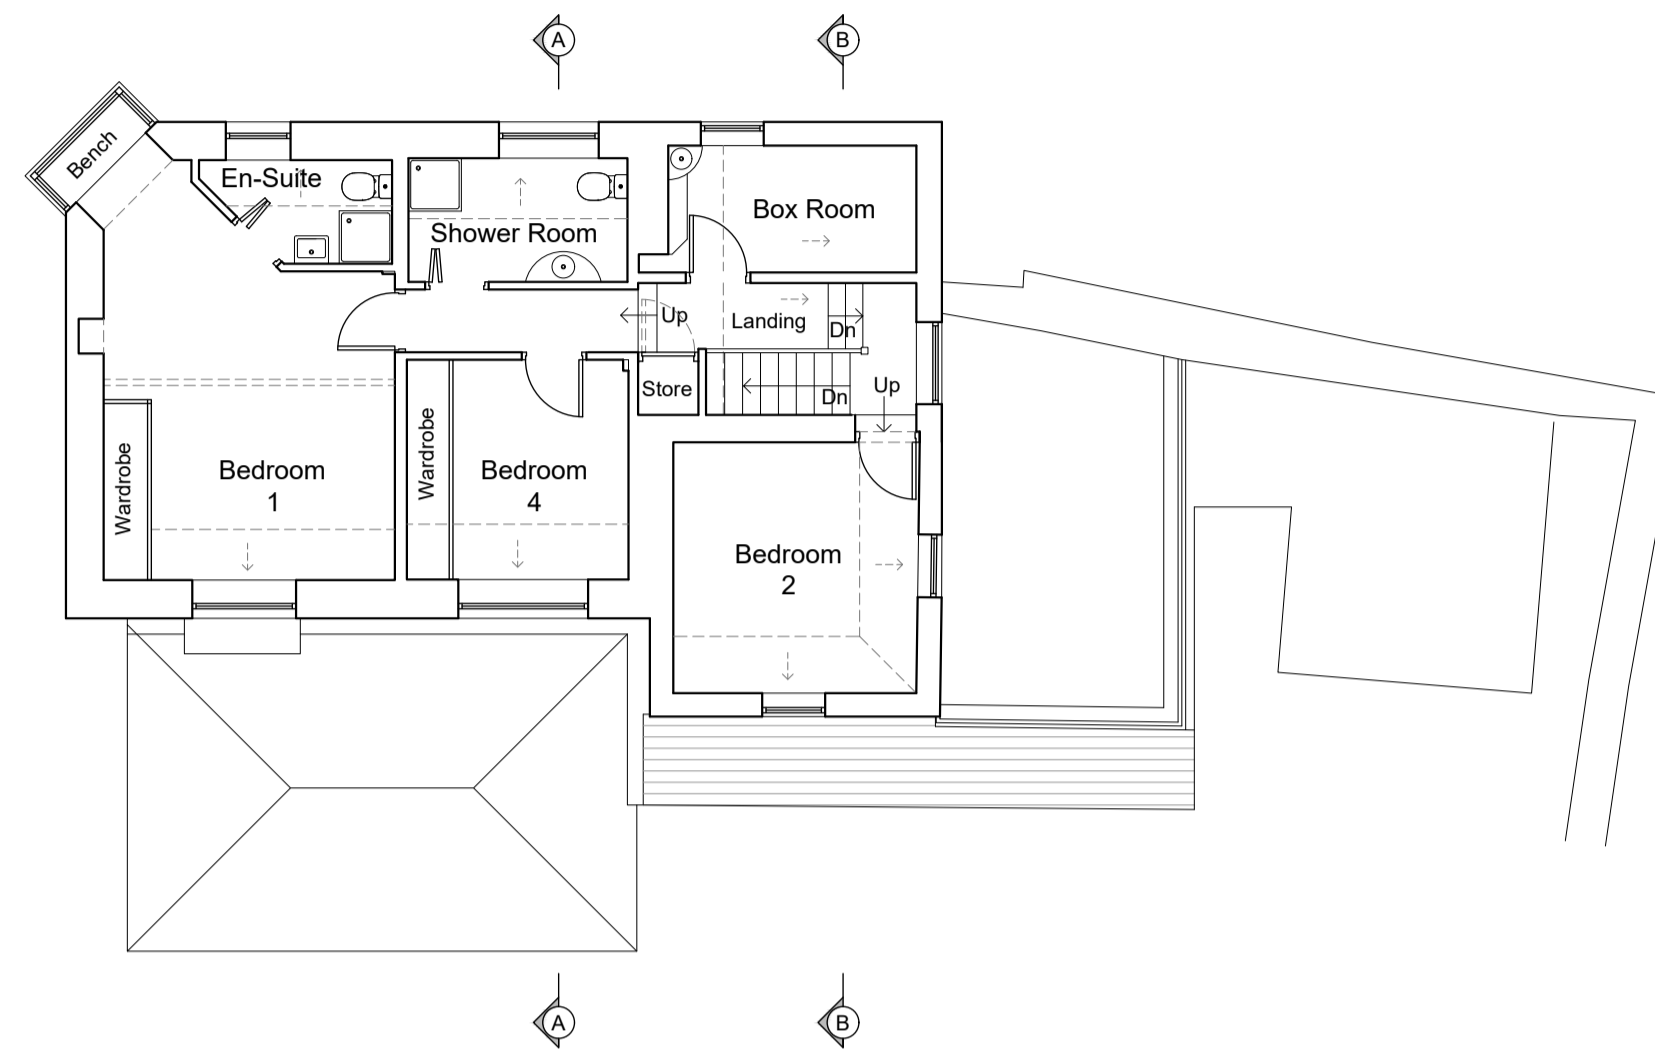 A
B
Bench
En-Suite
Shower Room
Box Room
Up
Landing
Dn
Store
Dn
Up
Wardrobe
Bedroom
1
Wardrobe
Bedroom
4
Bedroom
2
A
B